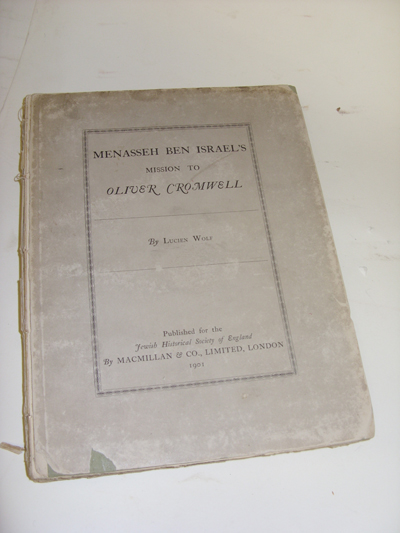 MENASSEH BEN ISRAEL'S
MISSION TO
OLIVER CROMWELL
By Lucien Wolf
Published for the
Jewish Historical Society of England
By MACMILLAN & CO., LIMITED, LONDON
1901